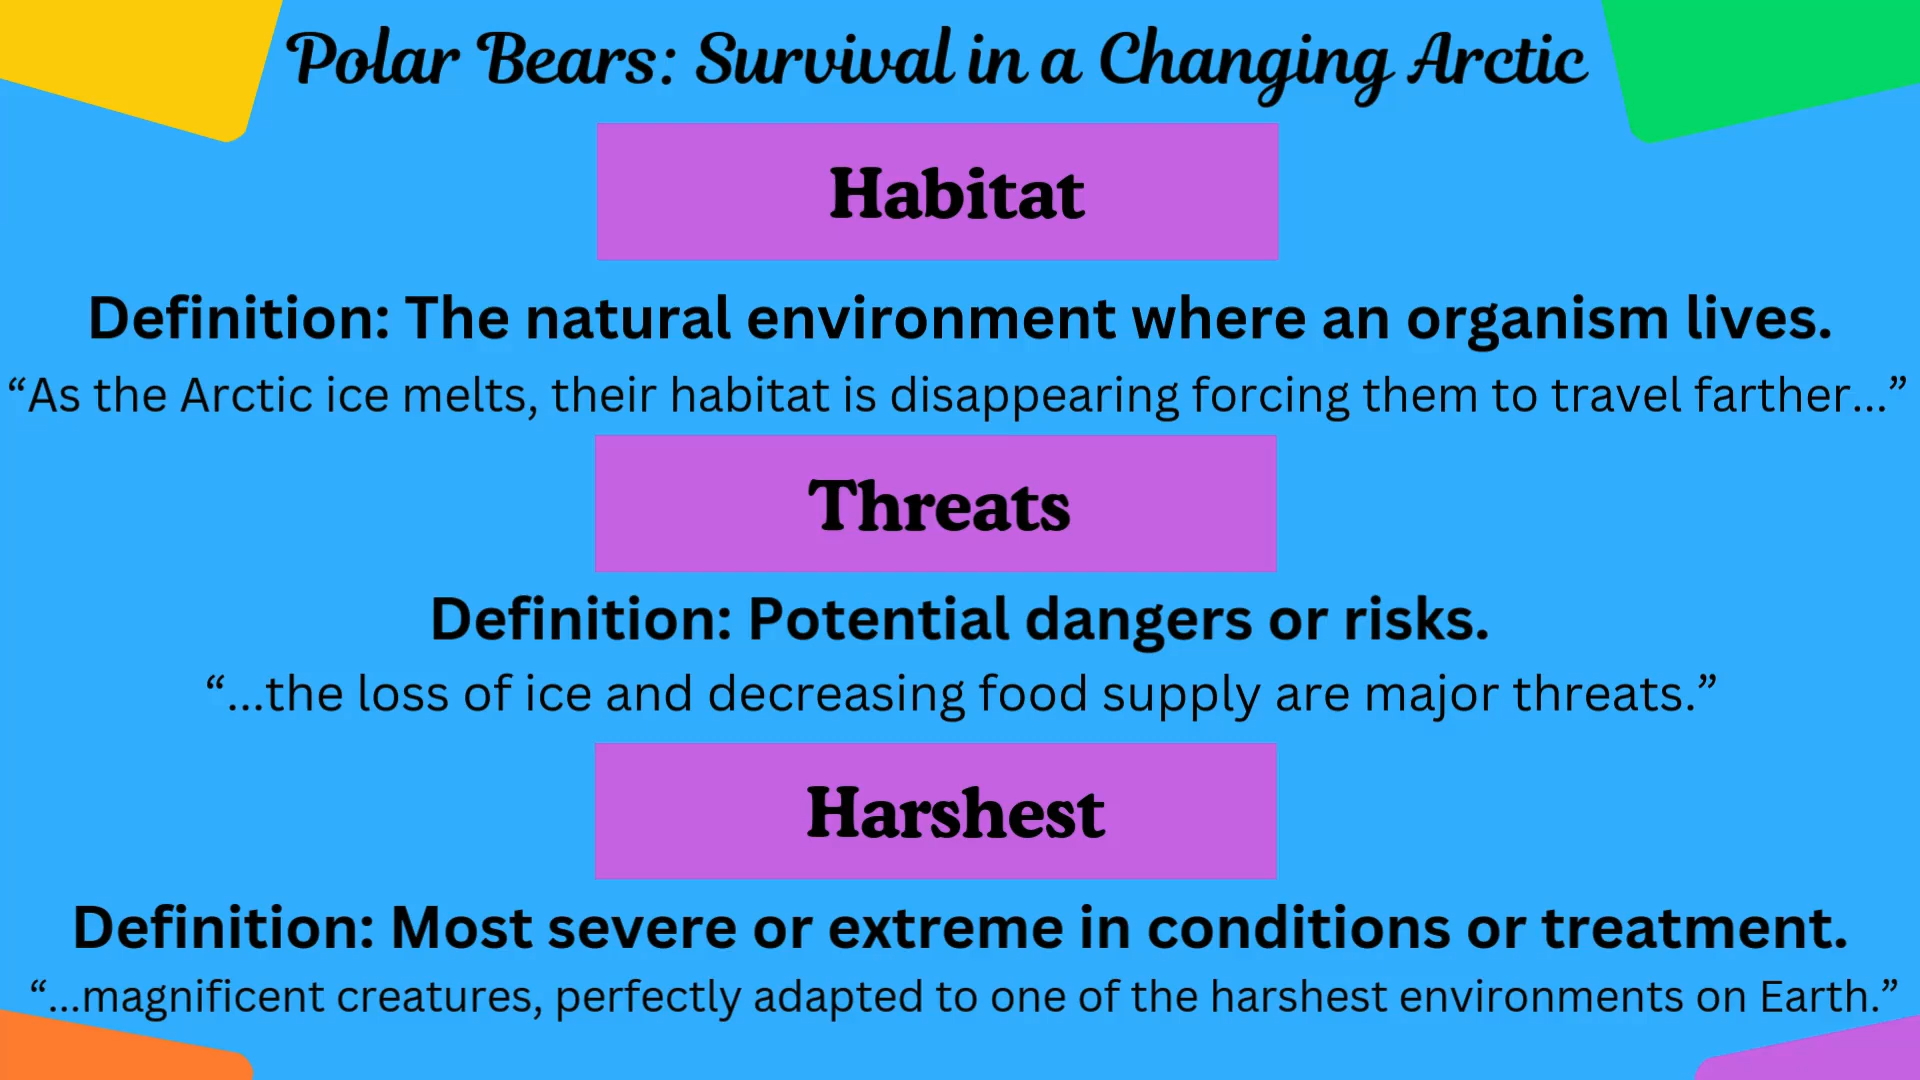 Polar Bears: Survival in a Changing Arctic
Habitat
Definition: The natural environment where an organism lives.
“As the Arctic ice melts, their habitat is disappearing forcing them to travel farther...”
Threats
Definition: Potential dangers or risks.
“...the loss of ice and decreasing food supply are major threats.”
Harshest
Definition: Most severe or extreme in conditions or treatment.
“...magnificent creatures, perfectly adapted to one of the harshest environments on Earth.”